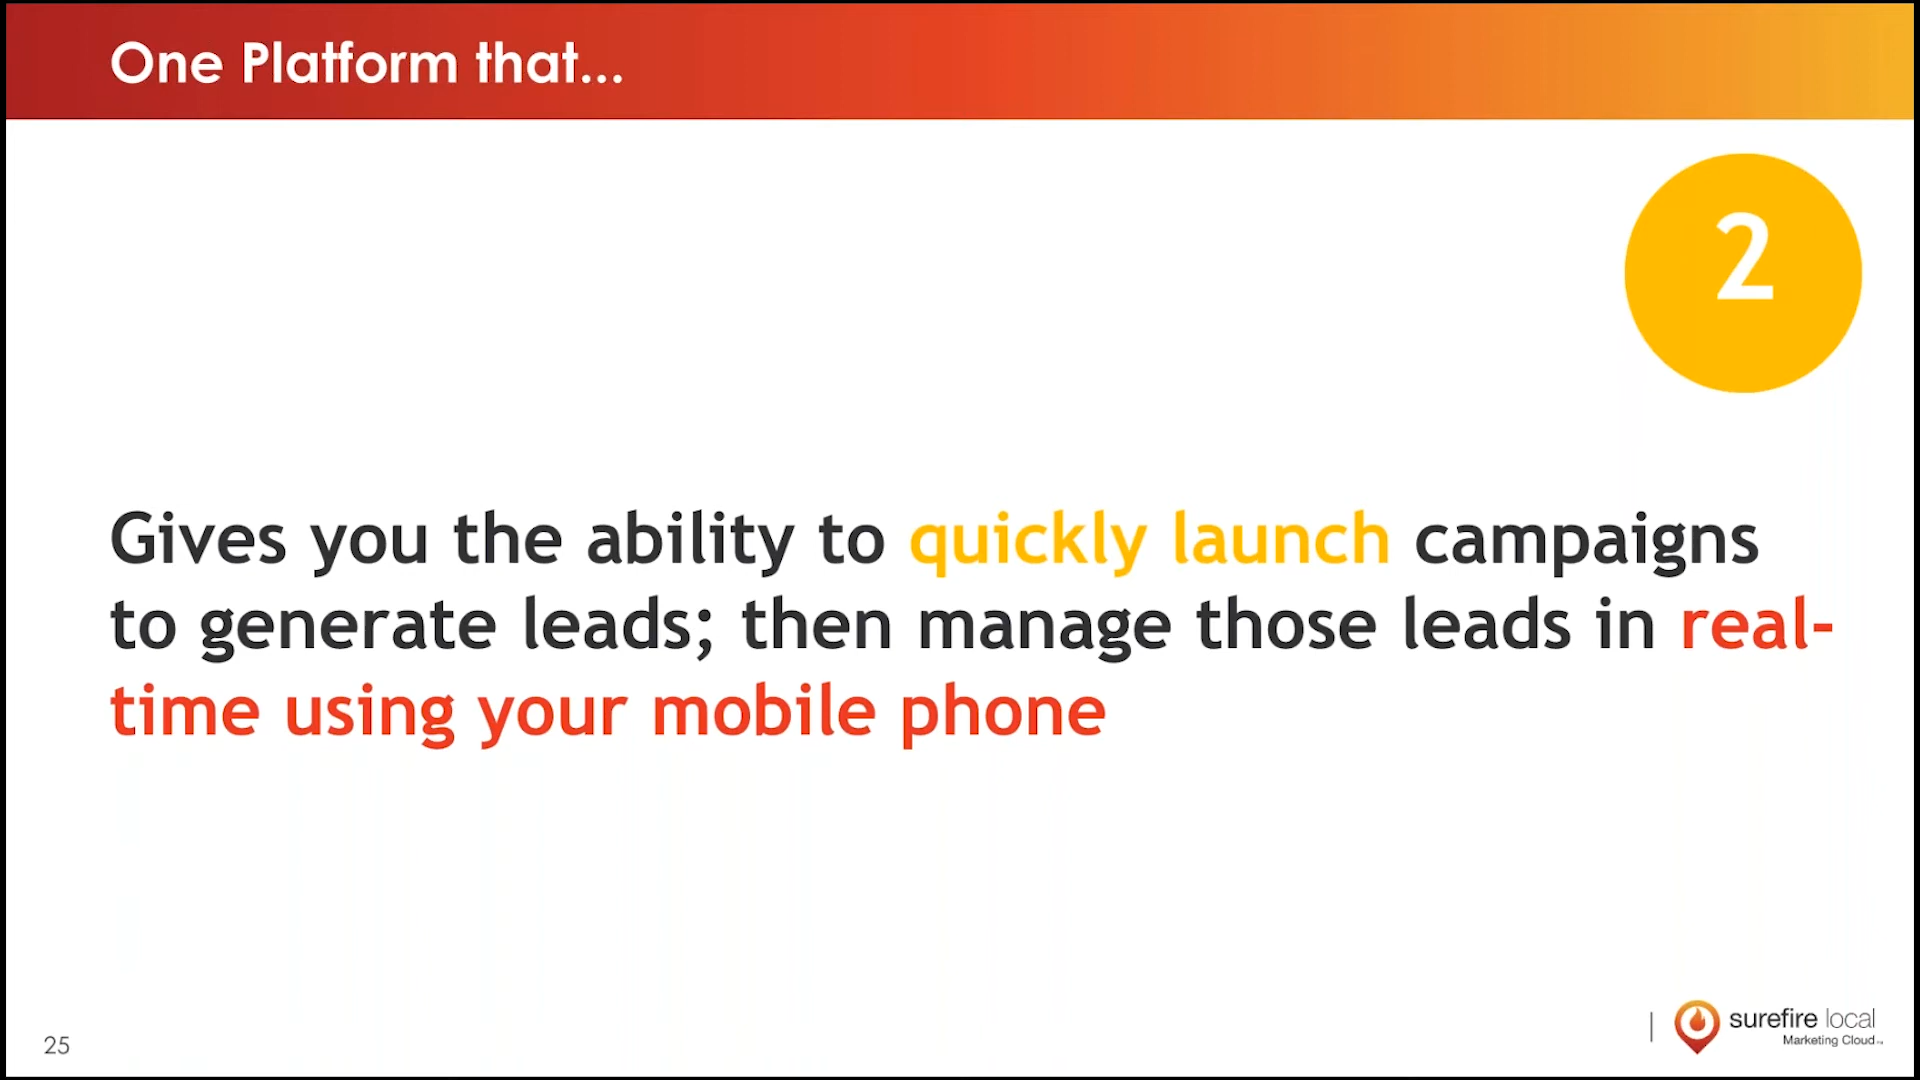 One Platform that...
2
Gives you the ability to quickly launch campaigns
to generate leads; then manage those leads in real-
time using your mobile phone
25
surefire local
Marketing Cloud